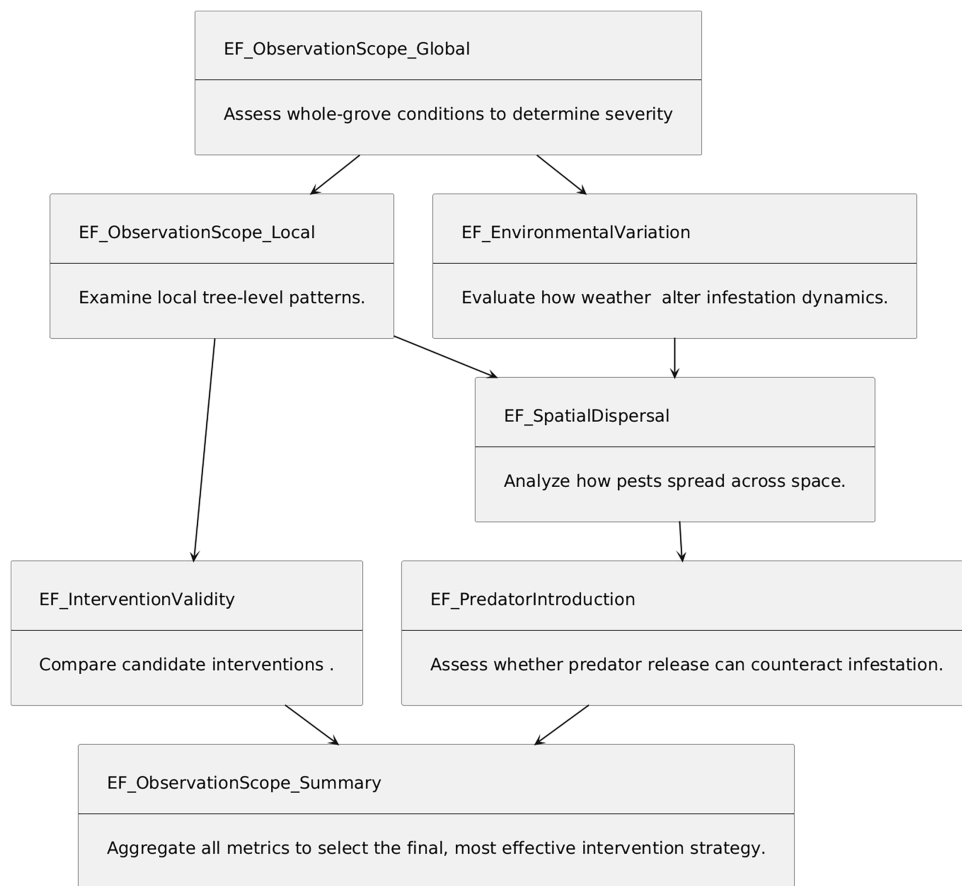 EF_ObservationScope_Global
Assess whole-grove conditions to determine severity
EF_ObservationScope_Local
Examine local tree-level patterns.
EF_EnvironmentalVariation
Evaluate how weather  alter infestation dynamics.
EF_SpatialDispersal
Analyze how pests spread across space.
EF_InterventionValidity
Compare candidate interventions .
EF_PredatorIntroduction
Assess whether predator release can counteract infestation.
EF_ObservationScope_Summary
Aggregate all metrics to select the final, most effective intervention strategy.